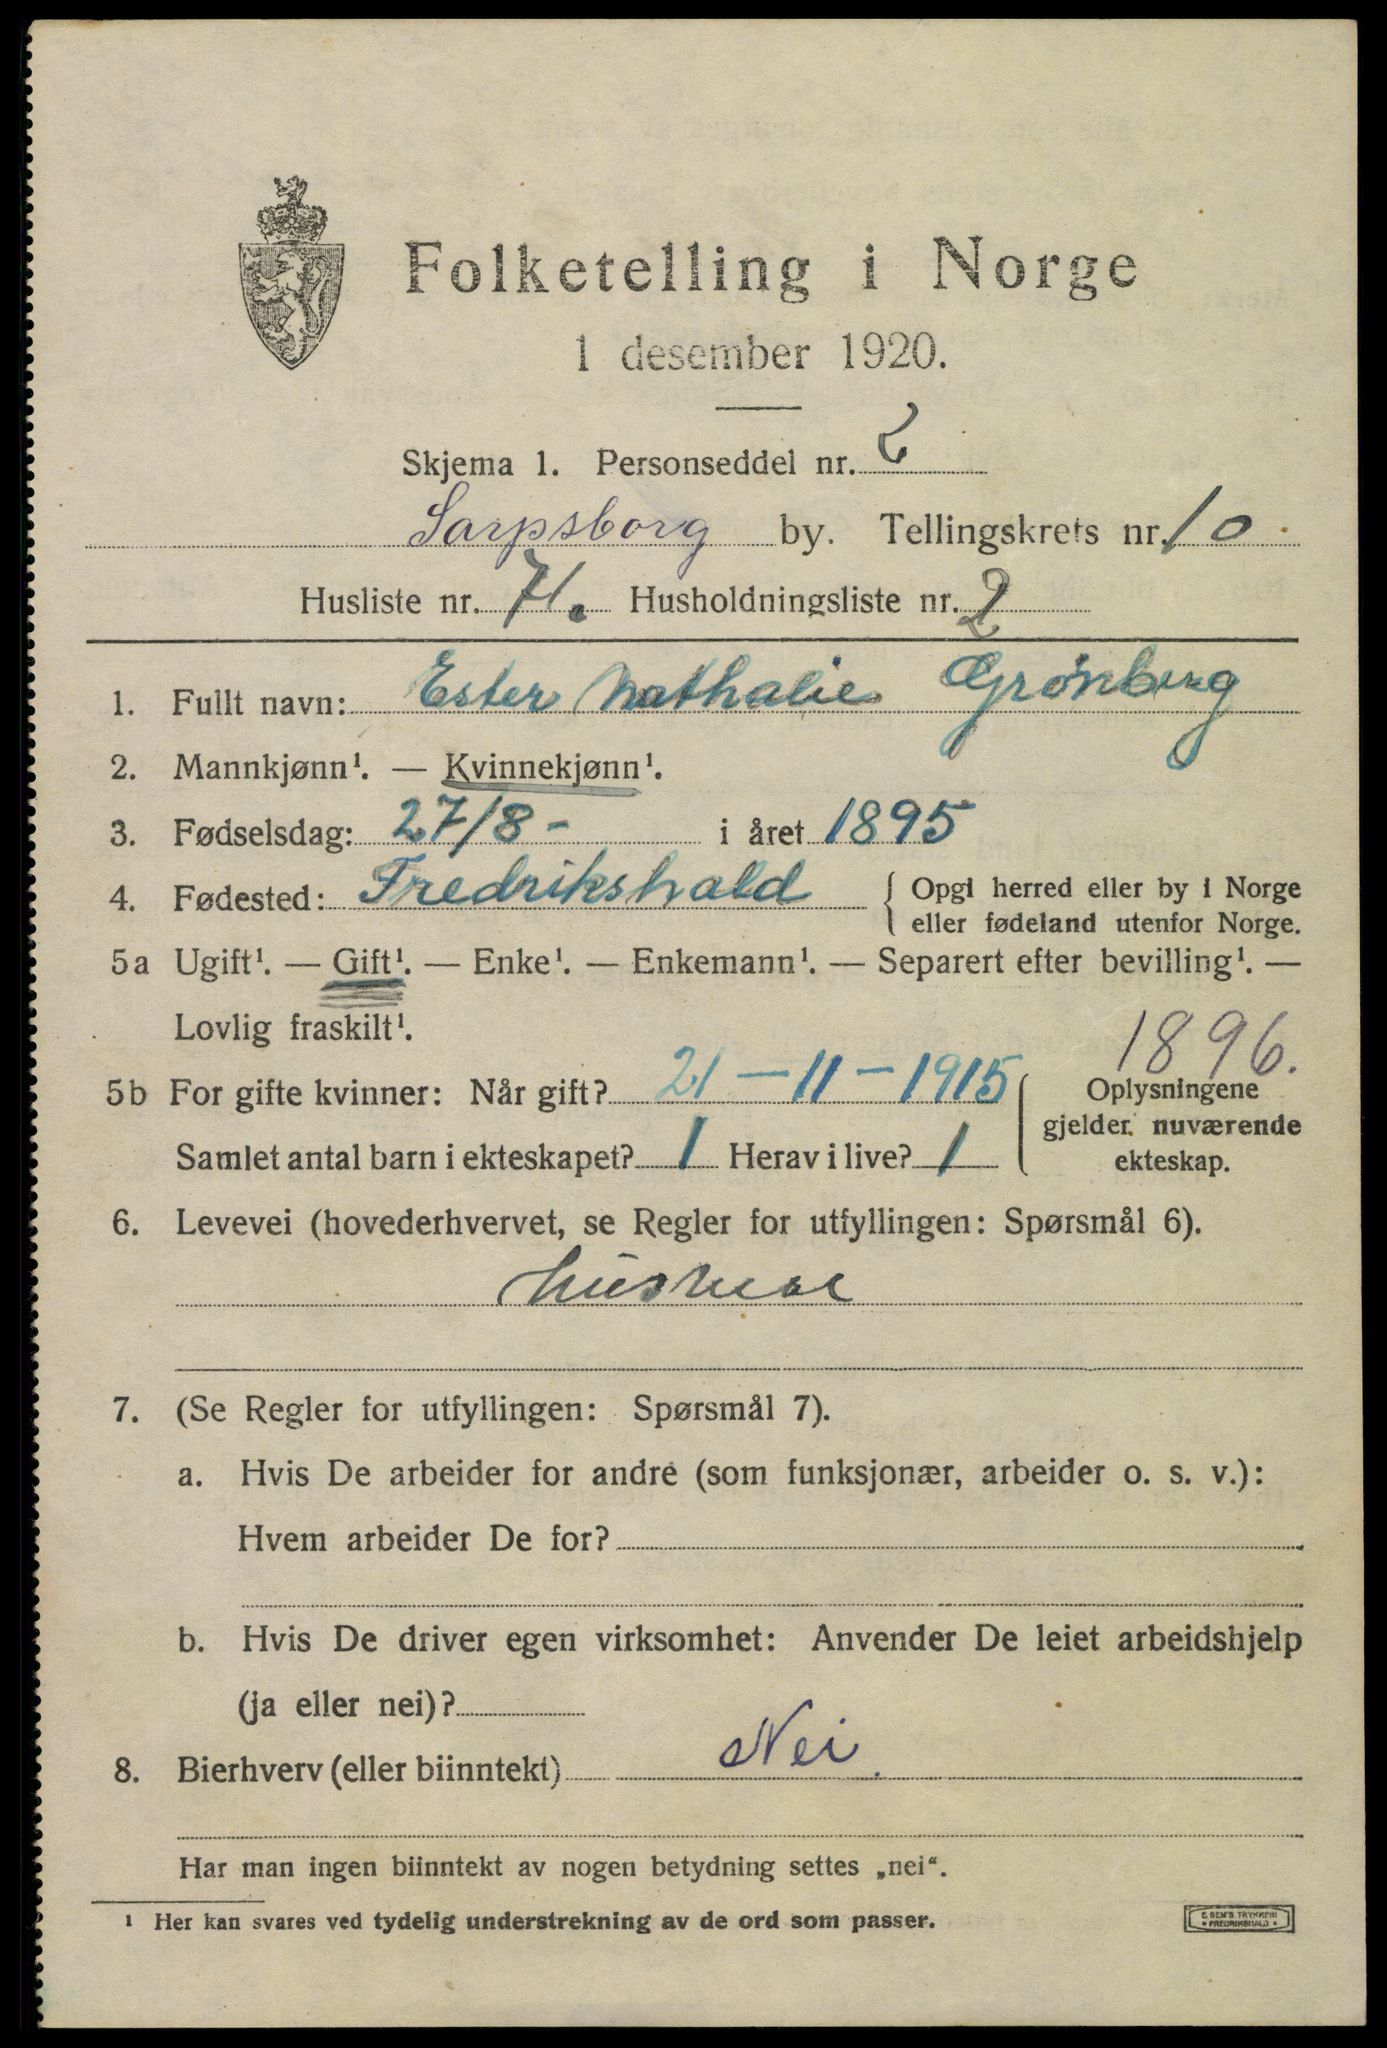 Folketelling i Norge
1 desember 1920.
Skjema 1. Personseddel nr. 2
Sarpsborg by. Tellingskrets nr. 10
Husliste nr. 71. Husholdningsliste nr. 2
1. Fullt navn: Ester Nathalie Grønberg
2. Mannkjønn¹. — Kvinnekjønn¹.
3. Fødselsdag: 27/8- i året 1895
4. Fødested: Fredrikshald { Opgi herred eller by i Norge
eller fødeland utenfor Norge.
5a Ugift¹. — Gift¹. — Enke¹. — Enkemann¹. — Separert efter bevilling¹. —
Lovlig fraskilt¹.
1896.
5b For gifte kvinner: Når gift? 21-11-1915
Samlet antal barn i ekteskapet? 1 Herav i live? 1
Oplysningene
gjelder nuværende
ekteskap.
6. Levevei (hovederhvervet, se Regler for utfyllingen: Spørsmål 6).
husmor
7. (Se Regler for utfyllingen: Spørsmål 7).
a. Hvis De arbeider for andre (som funksjonær, arbeider o. s. v.):
Hvem arbeider De for?
b. Hvis De driver egen virksomhet: Anvender De leiet arbeidshjelp
(ja eller nei)?
8. Bierhverv (eller biinntekt) Nei.
Har man ingen biinntekt av nogen betydning settes „nei“.
¹ Her kan svares ved tydelig understrekning av de ord som passer.
E. SEM'S TRYKKERI
• FREDRIKSHALD •